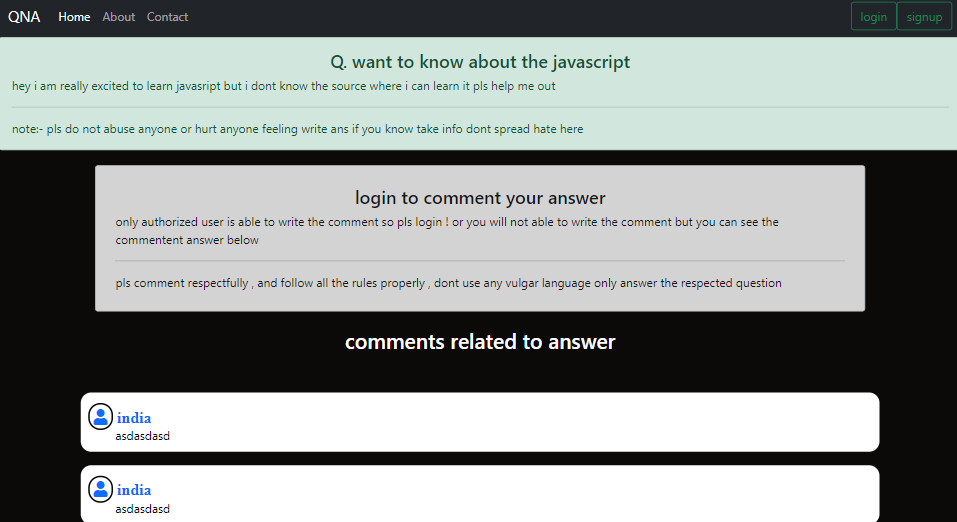 QNA Home About Contact login signup
Q. want to know about the javascript
hey i am really excited to learn javasript but i dont know the source where i can learn it pls help me out
note:- pls do not abuse anyone or hurt anyone feeling write ans if you know take info dont spread hate here
login to comment your answer
only authorized user is able to write the comment so pls login ! or you will not able to write the comment but you can see the
commentent answer below
pls comment respectfully , and follow all the rules properly , dont use any vulgar language only answer the respected question
comments related to answer
india
asdasdasd
india
asdasdasd